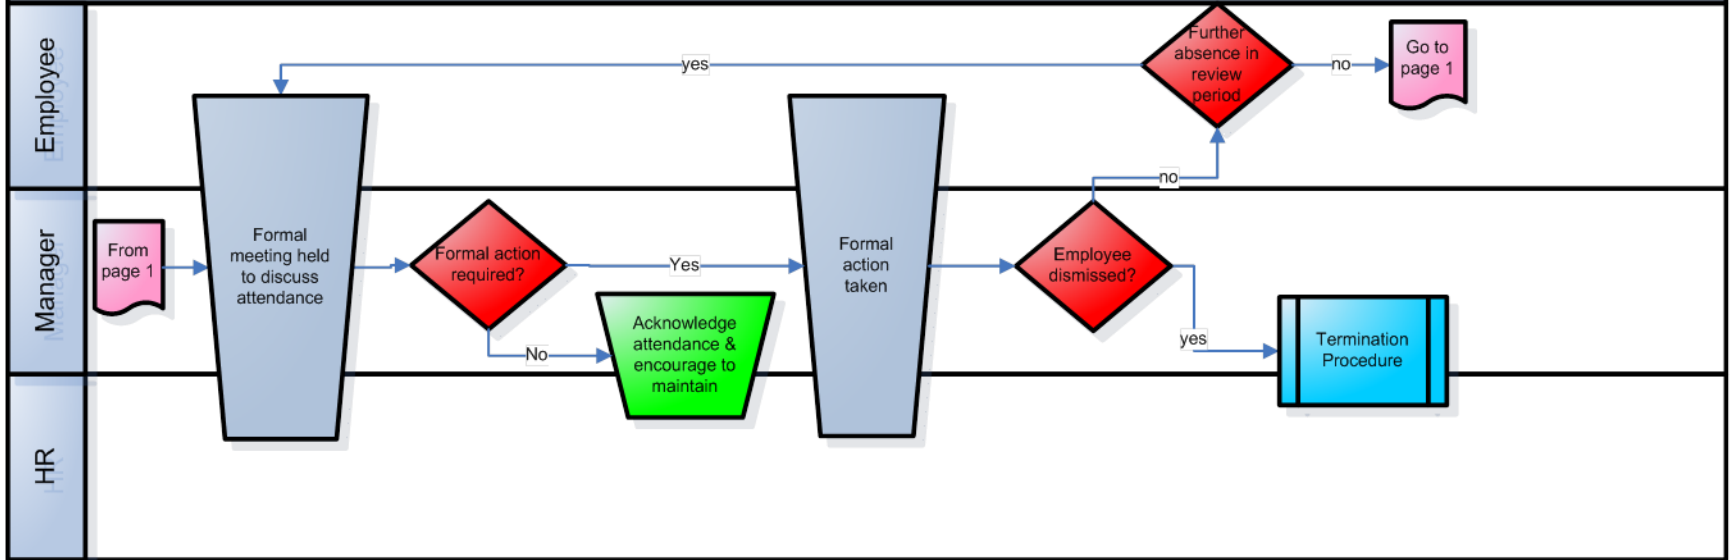 Employee
Further
absence in
review
period
yes
no
Go to
page 1
no
Manager
From
page 1
Formal
meeting held
to discuss
attendance
Formal action
required?
Yes
No
Acknowledge
attendance &
encourage to
maintain
Formal
action
taken
Employee
dismissed?
yes
Termination
Procedure
HR